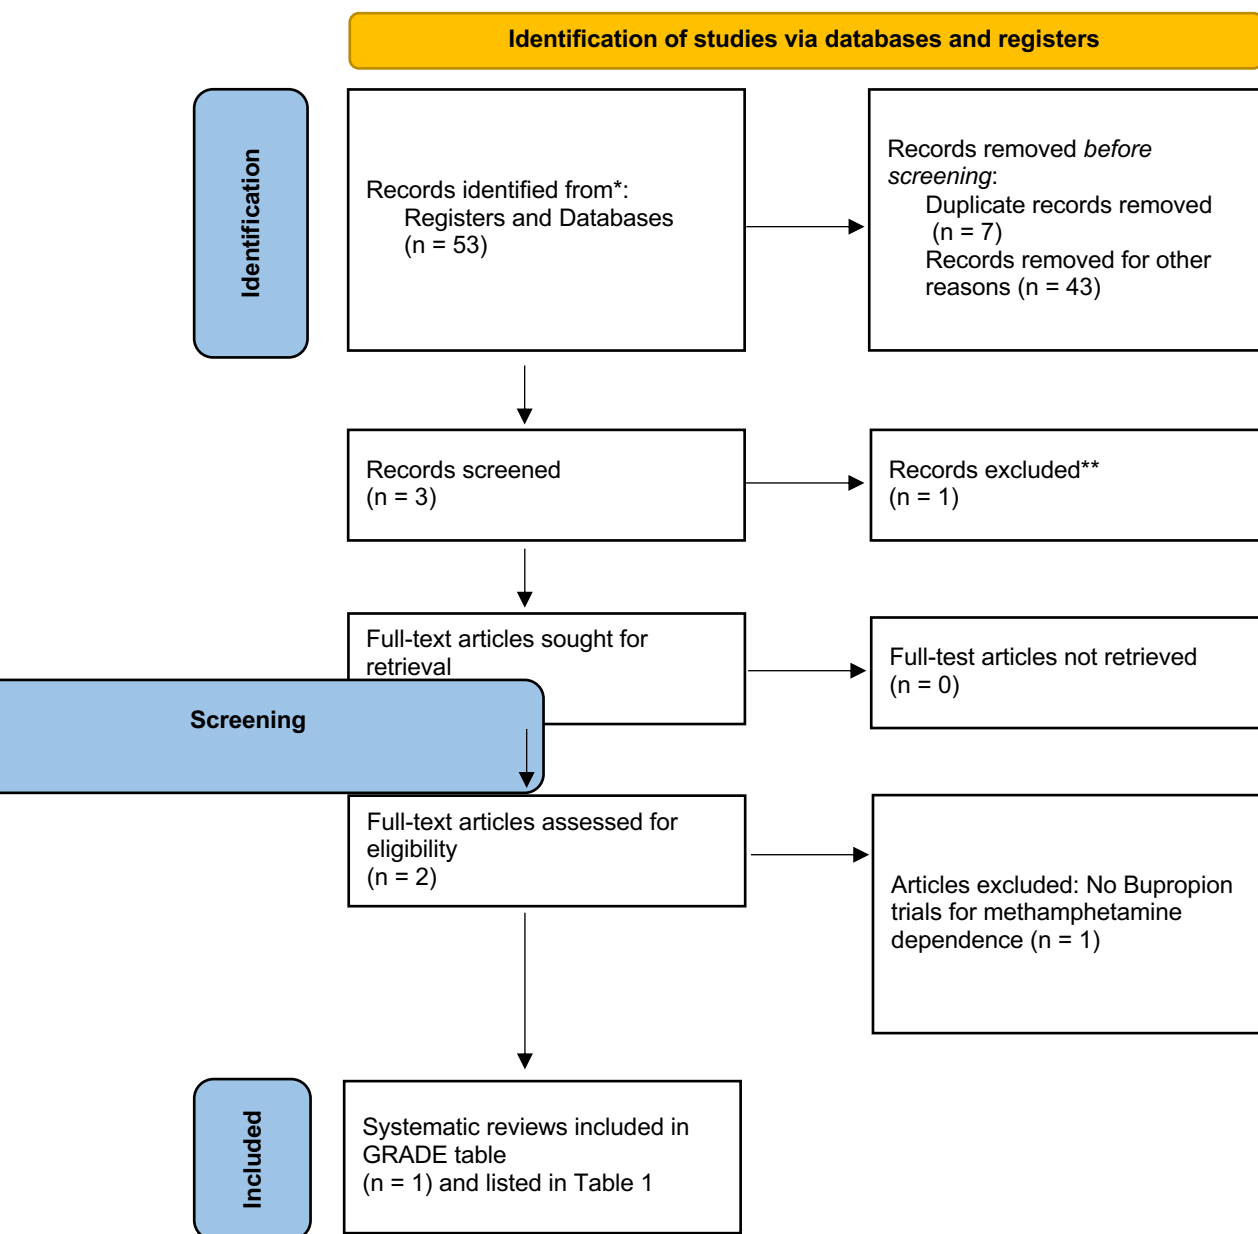 Identification of studies via databases and registers
Identification
Records identified from*:
Registers and Databases
(n = 53)
Records removed before
screening:
Duplicate records removed
(n = 7)
Records removed for other
reasons (n = 43)
Records screened
(n = 3)
Records excluded**
(n = 1)
Full-text articles sought for
retrieval
Full-test articles not retrieved
(n = 0)
Screening
Full-text articles assessed for
eligibility
(n = 2)
Articles excluded: No Bupropion
trials for methamphetamine
dependence (n = 1)
Included
Systematic reviews included in
GRADE table
(n = 1) and listed in Table 1